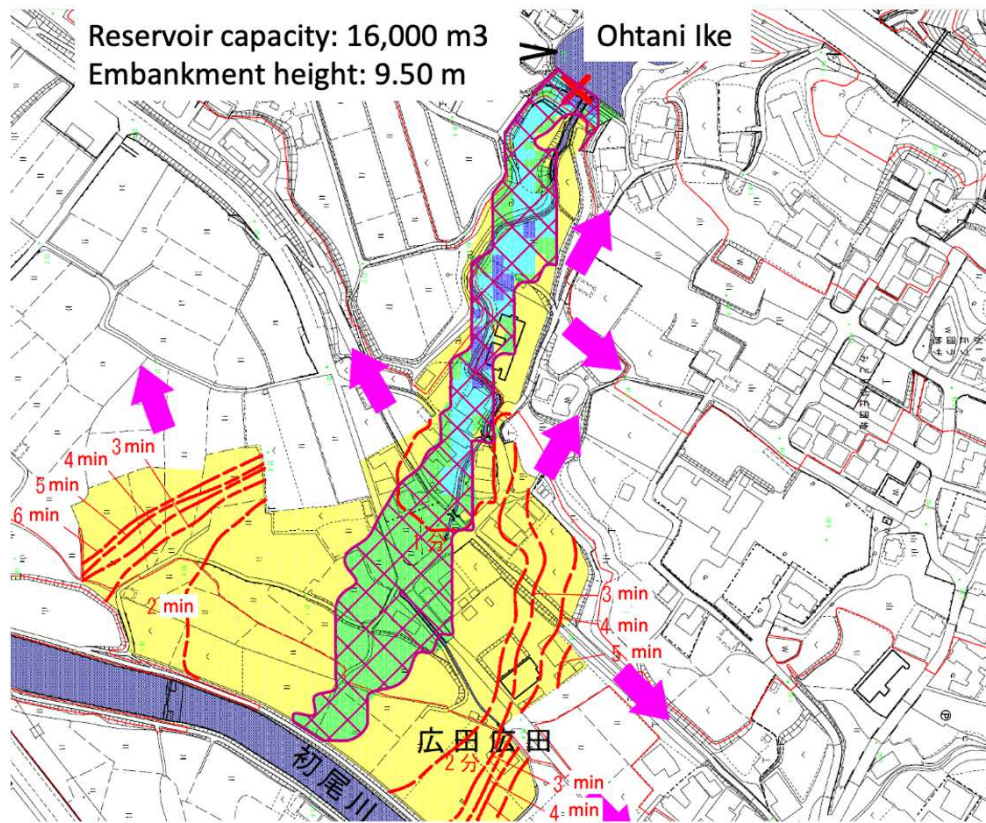 Reservoir capacity: 16,000 m3
Embankment height: 9.50 m
Ohtani Ike
3 min
4 min
5 min
6 min
2 min
1分
3 min
4 min
5 min
広田広田
2分
3 min
4 min
初尾川